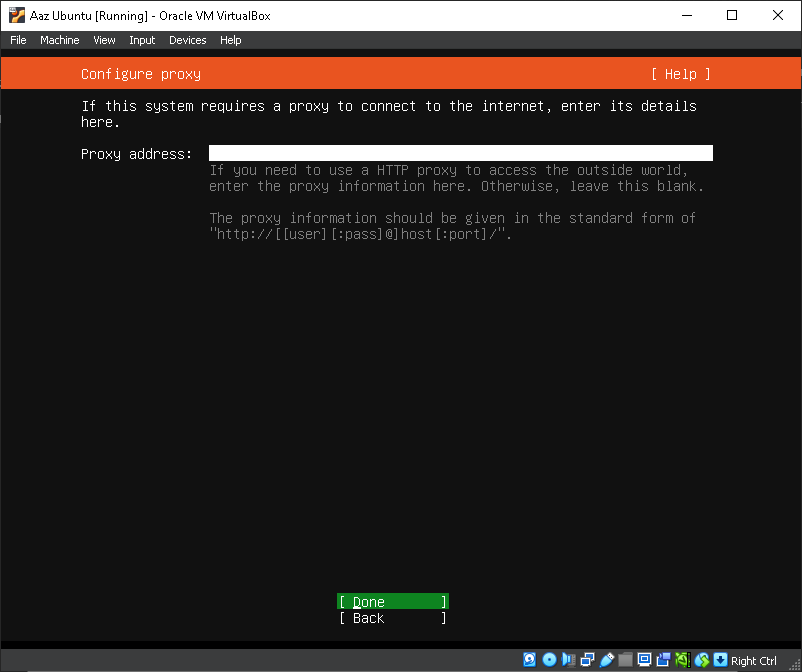 Aaz Ubuntu [Running] - Oracle VM VirtualBox
File Machine View Input Devices Help
Configure proxy [ Help ]
If this system requires a proxy to connect to the internet, enter its details
here.
Proxy address:
If you need to use a HTTP proxy to access the outside world,
enter the proxy information here. Otherwise, leave this blank.
The proxy information should be given in the standard form of
"http://[[user][:pass]@]host[:port]/".
[ Done ]
[ Back ]
Right Ctrl